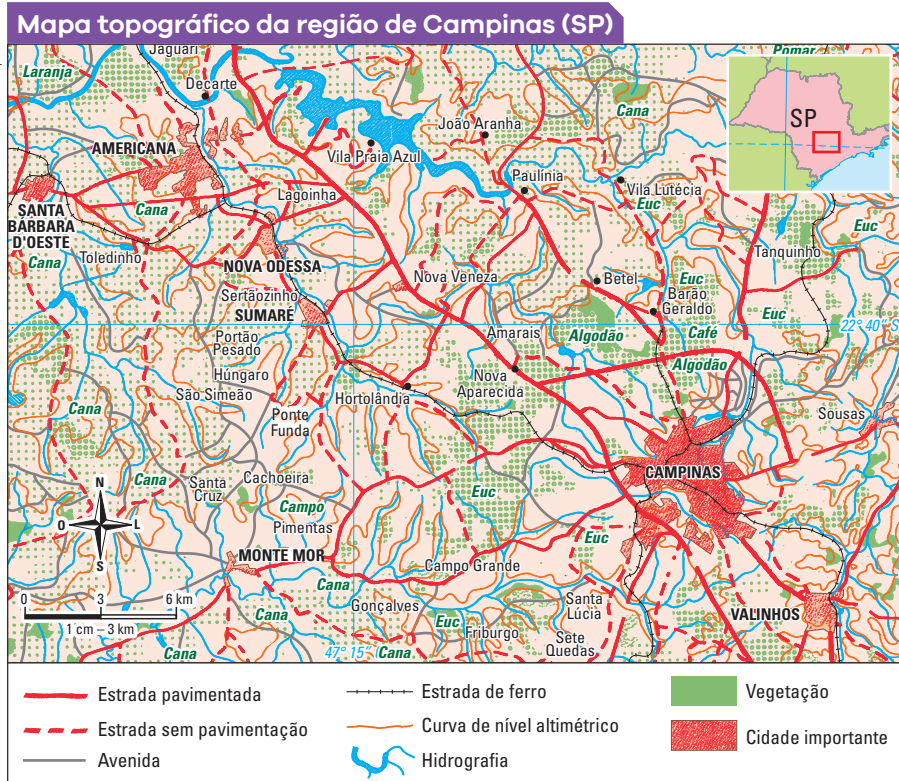 Mapa topográfico da região de Campinas (SP)
Jaguari
Pomar
Laranja
Decarte
Cana
João Aranha
SP
AMERICANA
Vila Praia Azul
Paulínia
Vila Lutécia
Euc
Lagoinha
SANTA
BÁRBARA
D'OESTE
Cana
Cana
Toledinho
NOVA ODESSA
Nova Veneza
Betel
Euc
Tanquinho
Euc
Sertãozinho
SUMARÉ
Barão
Geraldo
Euc
22° 40" S
Portão
Pesado
Amarais
Algodão
Café
Húngaro
Nova
Aparecida
Algodão
São Simeão
Hortolândia
Cana
Ponte
Funda
Sousas
CAMPINAS
Cana
Santa
Cruz
Cachoeira
Euc
Campo
Pimentas
N
O
L
S
Euc
MONTE MOR
Campo Grande
Cana
0 3 6 km
1 cm – 3 km
Cana
Gonçalves
Euc
Friburgo
Santa
Lúcia
VALINHOS
Sete
Quedas
Cana
47° 15"
Cana
Estrada pavimentada
Estrada sem pavimentação
Avenida
Estrada de ferro
Curva de nível altimétrico
Hidrografia
Vegetação
Cidade importante